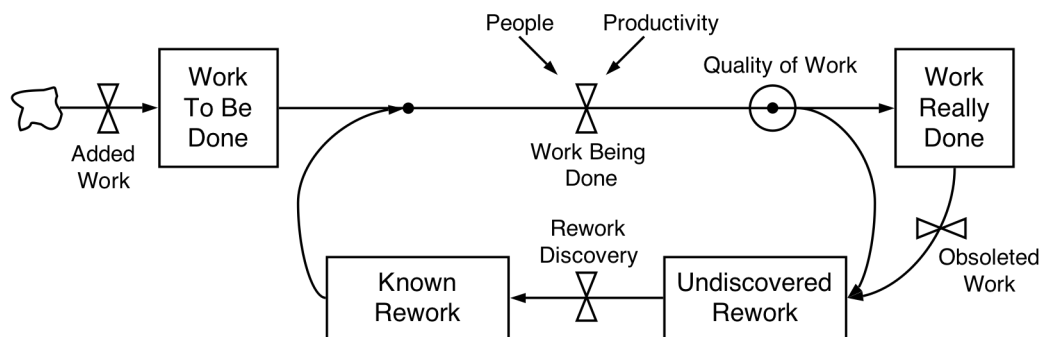 People
Productivity
Quality of Work
Work
To Be
Done
Work
Really
Done
Added
Work
Work Being
Done
Rework
Discovery
Obsoleted
Work
Known
Rework
Undiscovered
Rework